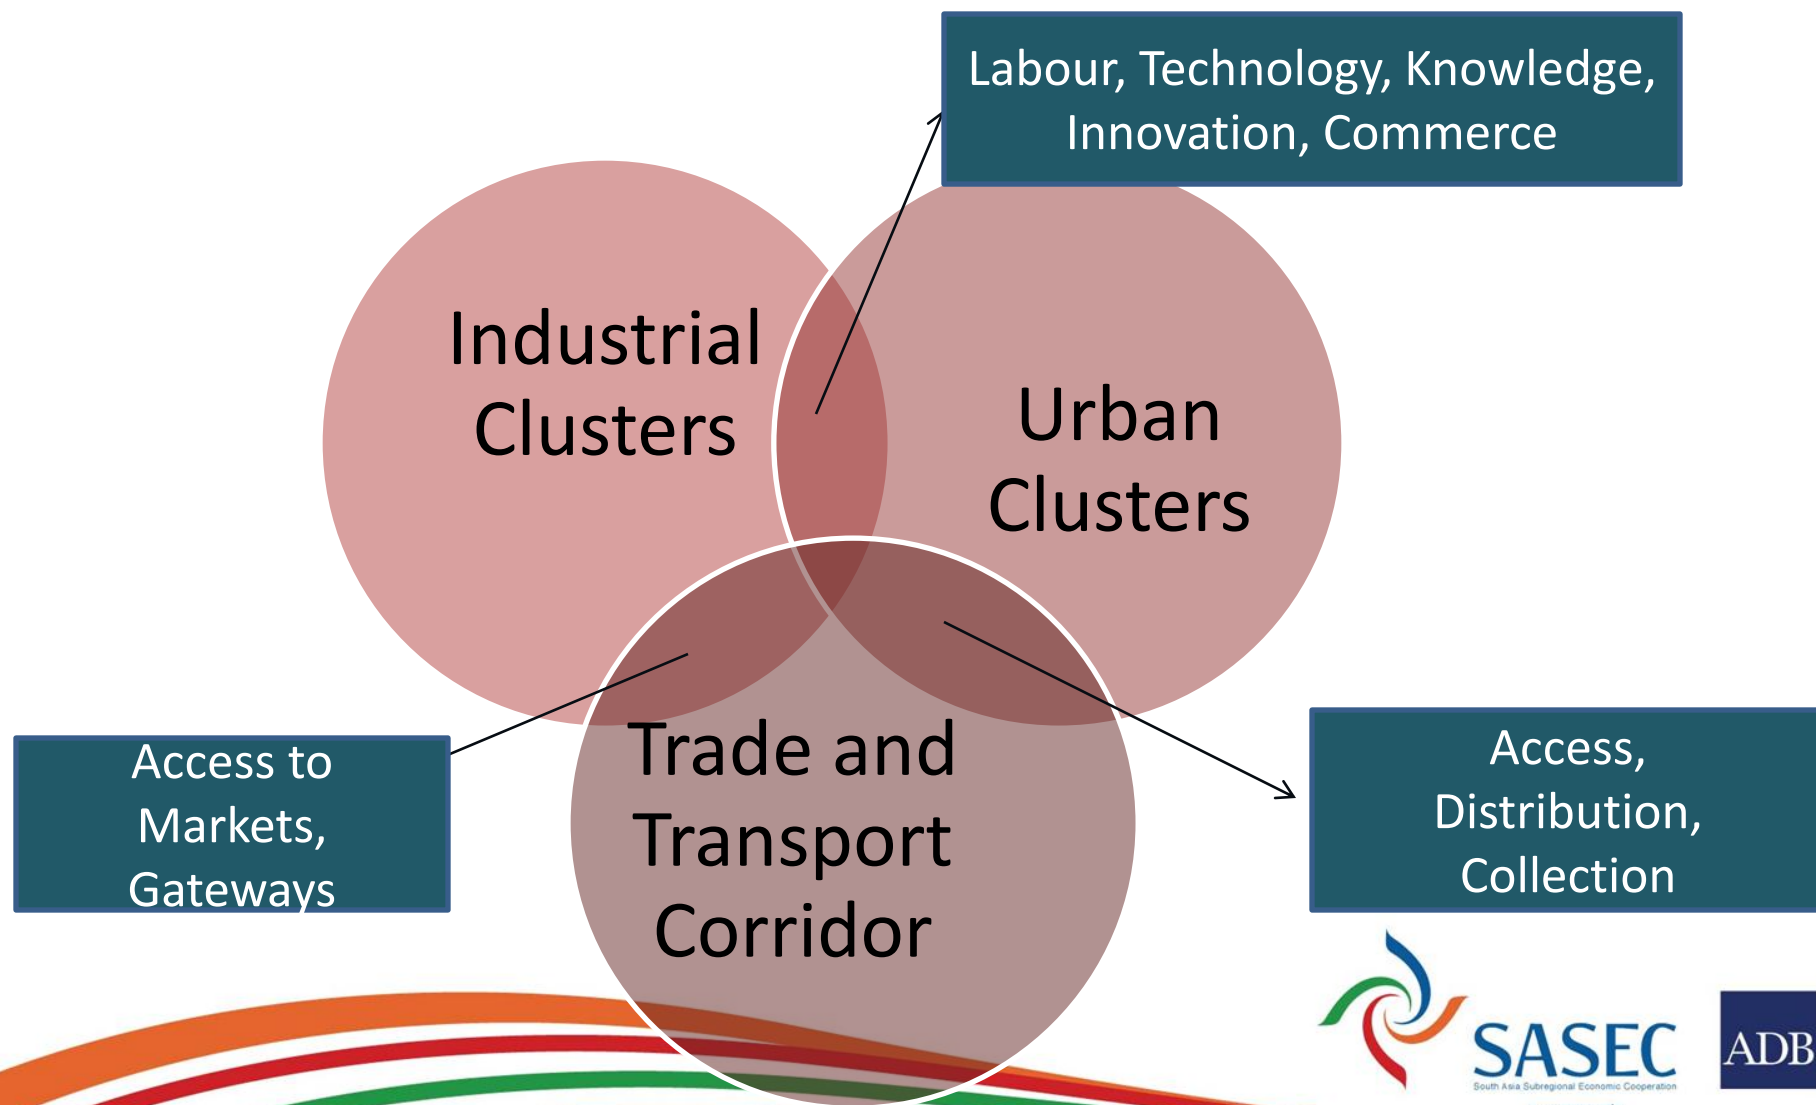 Labour, Technology, Knowledge,
Innovation, Commerce
Industrial
Clusters
Urban
Clusters
Trade and
Transport
Corridor
Access to
Markets,
Gateways
Access,
Distribution,
Collection
SASEC
South Asia Subregional Economic Cooperation
ADB